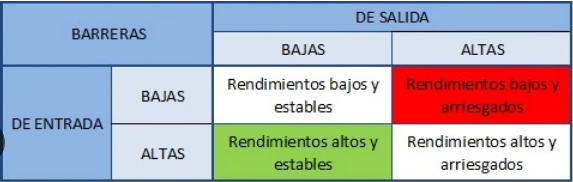 BARRERAS
DE SALIDA
BAJAS
ALTAS
DE ENTRADA
BAJAS
Rendimientos bajos y
estables
Rendimientos bajos y
arriesgados
ALTAS
Rendimientos altos y
estables
Rendimientos altos y
arriesgados